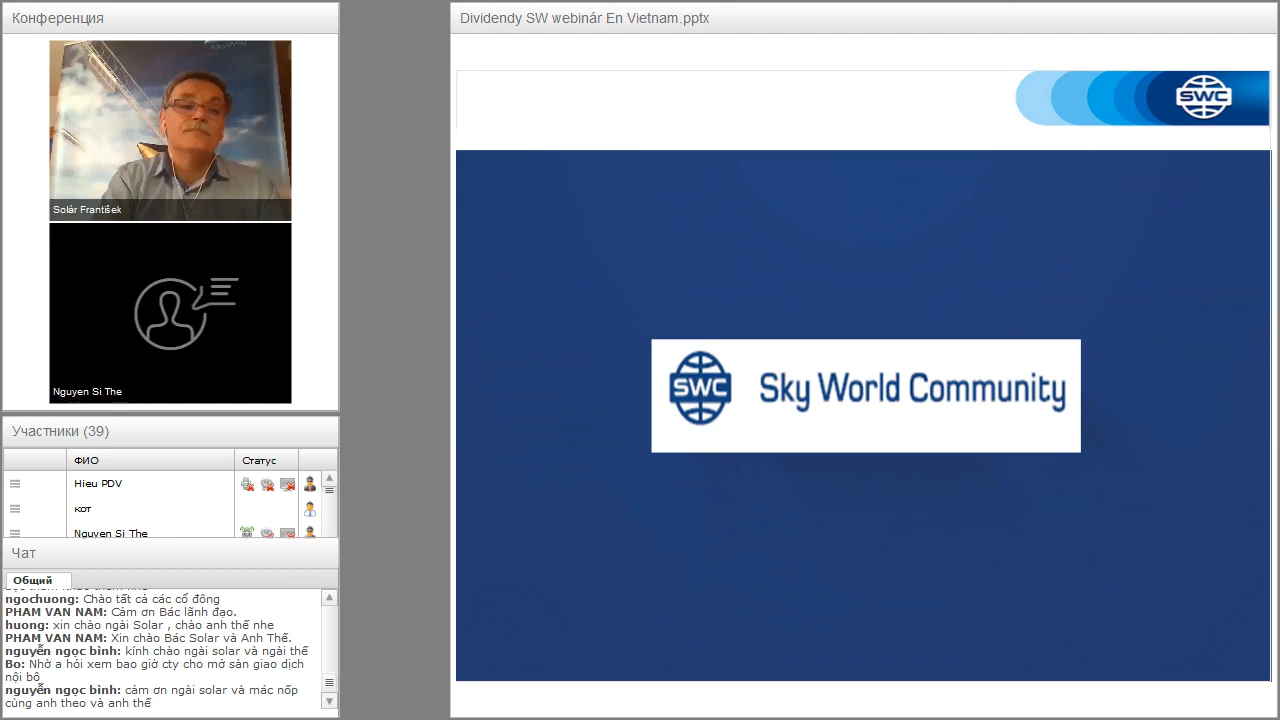 Конференция
Solár František
Nguyen Si The
Участники (39)
ФИО Статус
Hieu PDV
кот
Nguyen Si The
Чат
Общий
ngochuong: Chào tất cả các cổ đông
PHAM VAN NAM: Cảm ơn Bác lãnh đạo.
huong: xin chào ngài Solar , chào anh thế nhe
PHAM VAN NAM: Xin chào Bác Solar và Anh Thế.
nguyễn ngọc bình: kính chào ngài solar và ngài thế
Bo: Nhờ a hỏi xem bao giờ cty cho mở sàn giao dịch
nội bộ
nguyễn ngọc bình: cảm ơn ngài solar và mác nốp
cùng anh theo và anh thế
Dividendy SW webinár En Vietnam.pptx
SWC
SWC Sky World Community